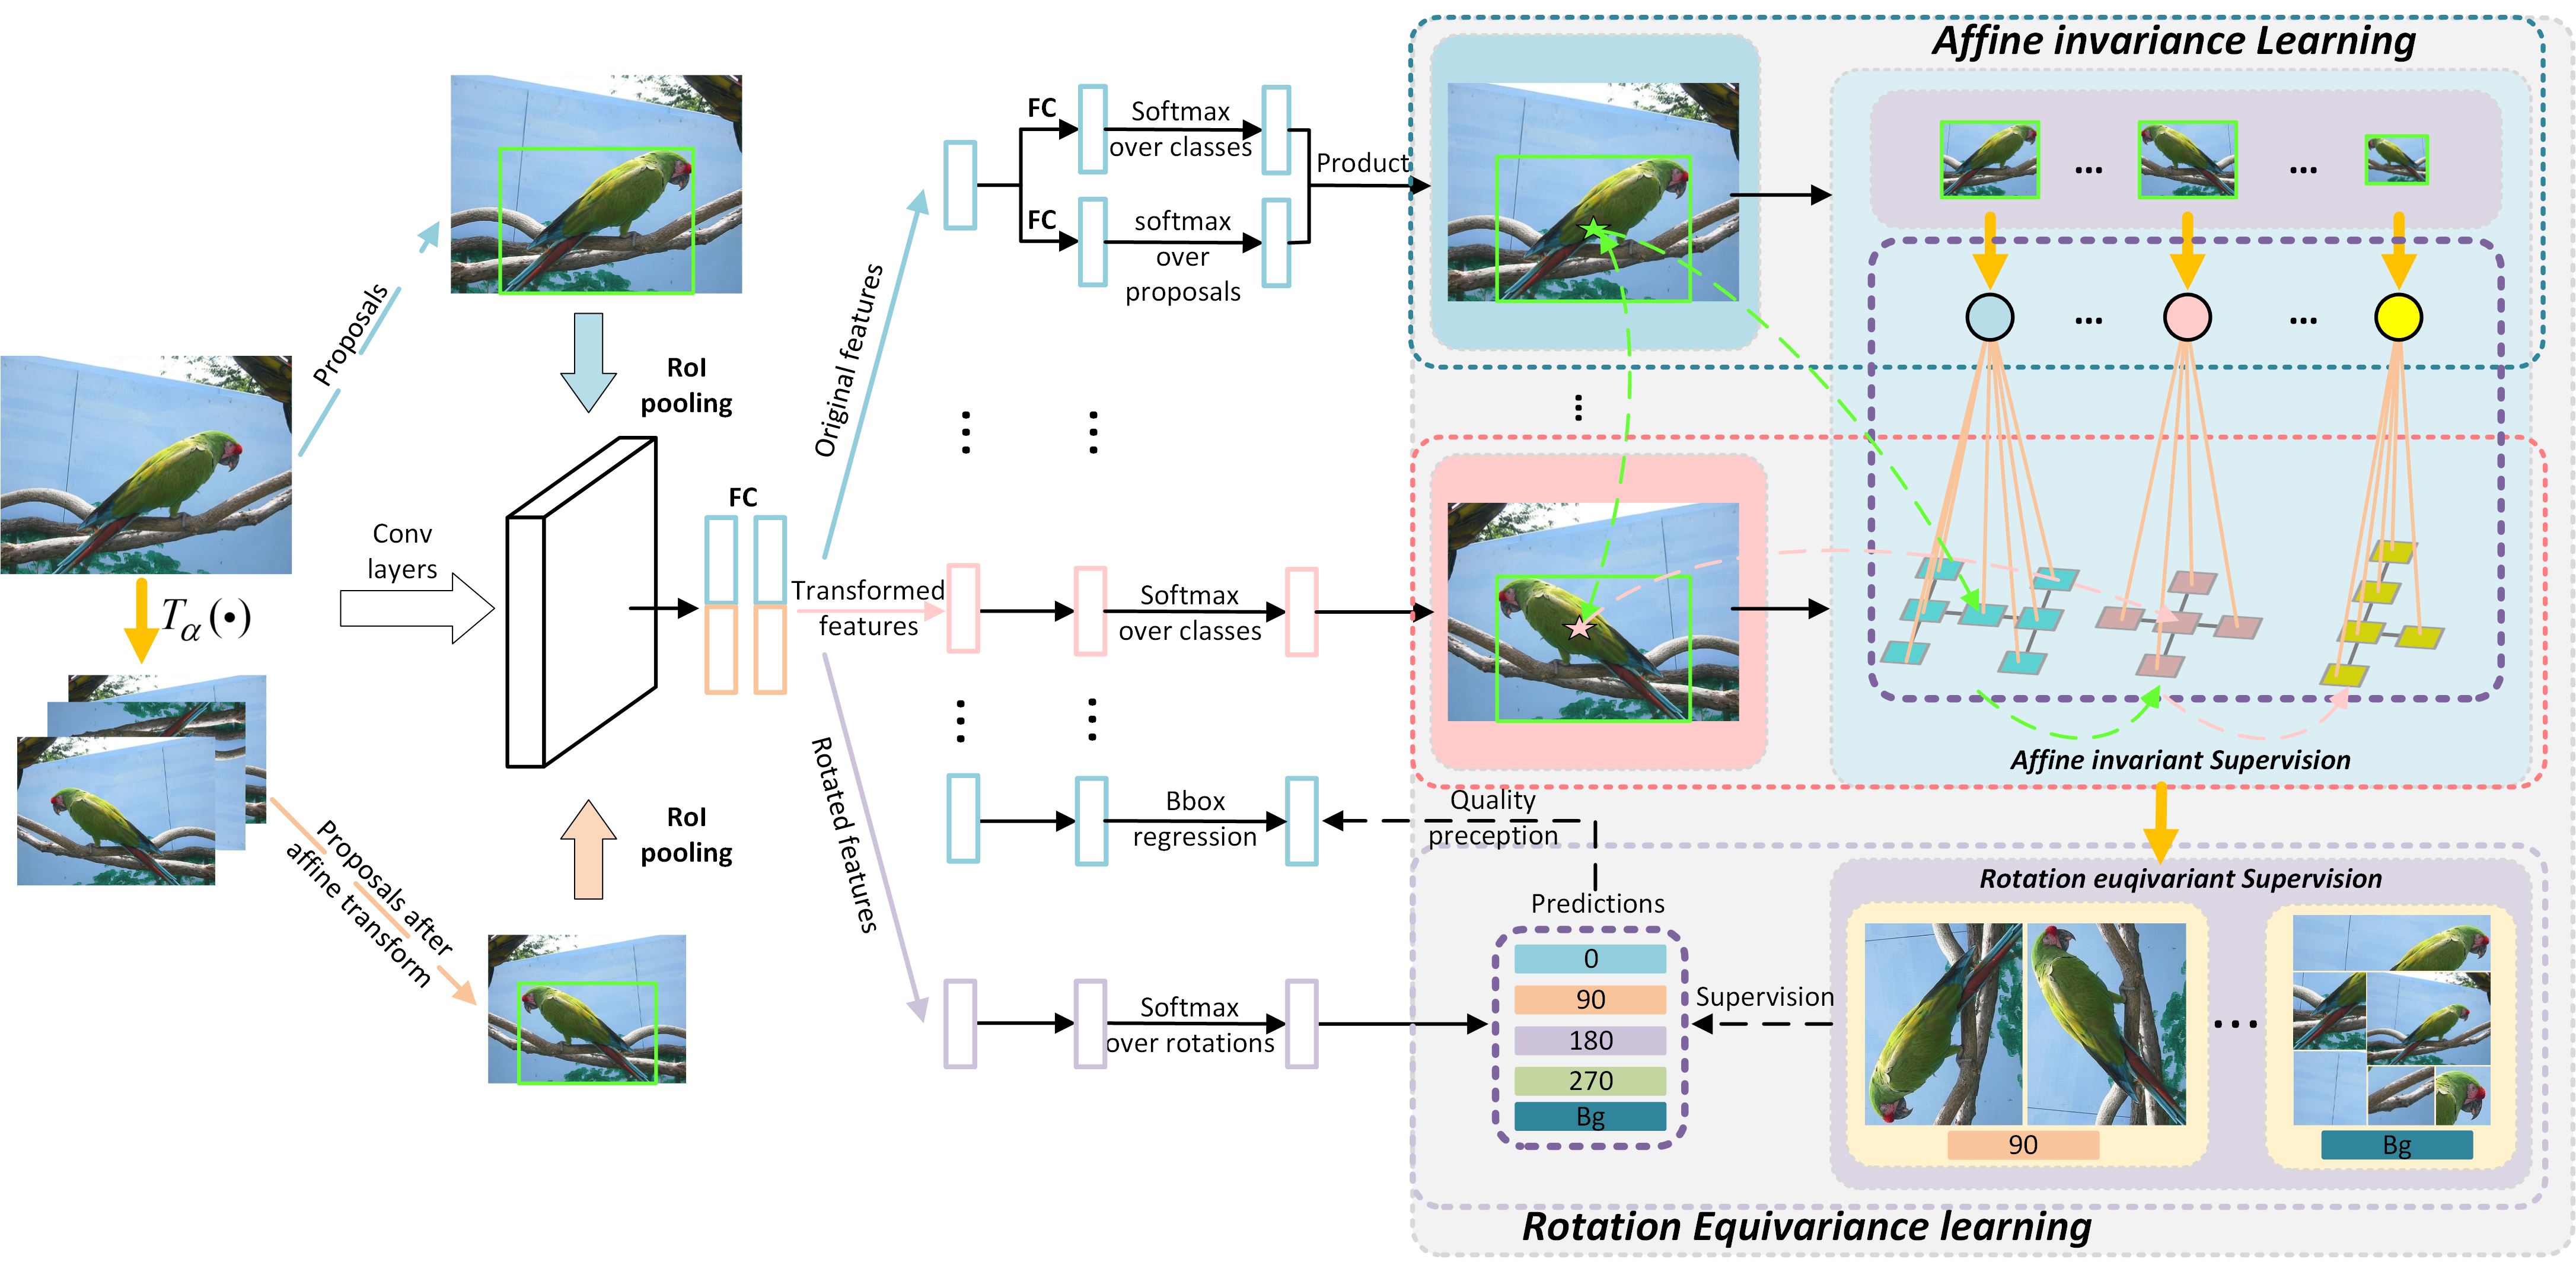 Affine invariance Learning
FC
Softmax
over classes
Product
FC
softmax
over
proposals
...
...
...
...
Proposals
RoI
pooling
Original features
Conv
layers
FC
Tα(•)
Transformed
features
Softmax
over classes
Affine invariant Supervision
RoI
pooling
Rotated features
Bbox
regression
Quality
preception
Proposals after
affine transform
Predictions
Rotation euqivariant Supervision
0
90
180
270
Bg
Supervision
...
Softmax
over rotations
90
Bg
Rotation Equivariance learning